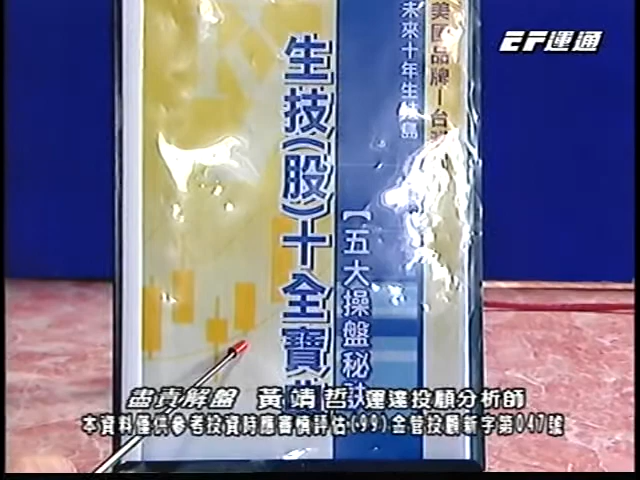 EF運通
美國品牌－台
未來十年生技島
生技(股)十全寶
【五大操盤秘訣
盡責解盤 黃靖哲 運達投顧分析師
本資料僅供參考投資時應審慎評估(99)金管投顧新字第047號